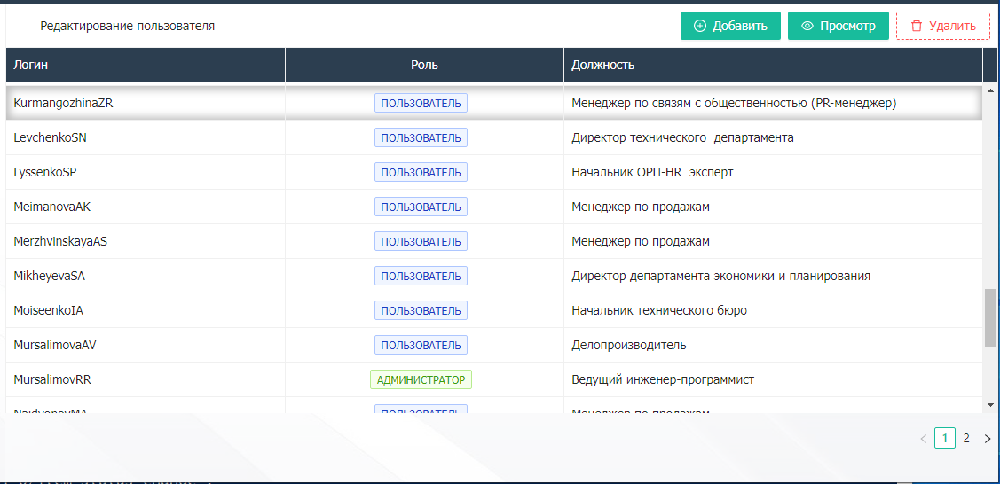 Редактирование пользователя Добавить Просмотр Удалить
Логин Роль Должность
KurmangozhinaZR ПОЛЬЗОВАТЕЛЬ Менеджер по связям с общественностью (PR-менеджер)
LevchenkoSN ПОЛЬЗОВАТЕЛЬ Директор технического департамента
LyssenkoSP ПОЛЬЗОВАТЕЛЬ Начальник ОРП-HR эксперт
MeimanovaAK ПОЛЬЗОВАТЕЛЬ Менеджер по продажам
MerzhvinskayaAS ПОЛЬЗОВАТЕЛЬ Менеджер по продажам
MikheyevaSA ПОЛЬЗОВАТЕЛЬ Директор департамента экономики и планирования
MoiseenkoIA ПОЛЬЗОВАТЕЛЬ Начальник технического бюро
MursalimovaAV ПОЛЬЗОВАТЕЛЬ Делопроизводитель
MursalimovRR АДМИНИСТРАТОР Ведущий инженер-программист
ПОЛЬЗОВАТЕЛЬ Менеджер по продажам
< 1 2 >